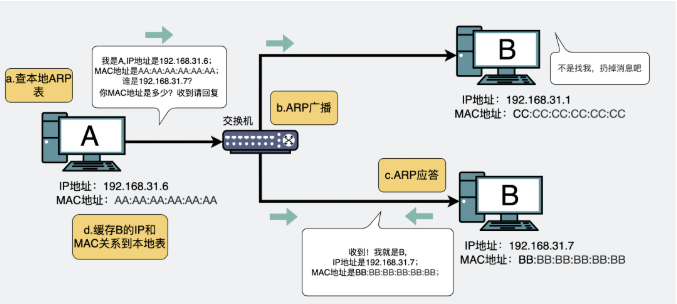 a.查本地ARP
表
我是A,IP地址是192.168.31.6；
MAC地址是AA:AA:AA:AA:AA:AA；
谁是192.168.31.7?
你MAC地址是多少？收到请回复
A
IP地址：192.168.31.6
MAC地址：AA:AA:AA:AA:AA:AA
d.缓存B的IP和
MAC关系到本地表
交换机
b.ARP广播
B
不是找我，扔掉消息吧
IP地址：192.168.31.1
MAC地址：CC:CC:CC:CC:CC:CC
c.ARP应答
B
IP地址：192.168.31.7
MAC地址：BB:BB:BB:BB:BB:BB
收到！我就是B,
IP地址是192.168.31.7；
MAC地址是BB:BB:BB:BB:BB:BB；